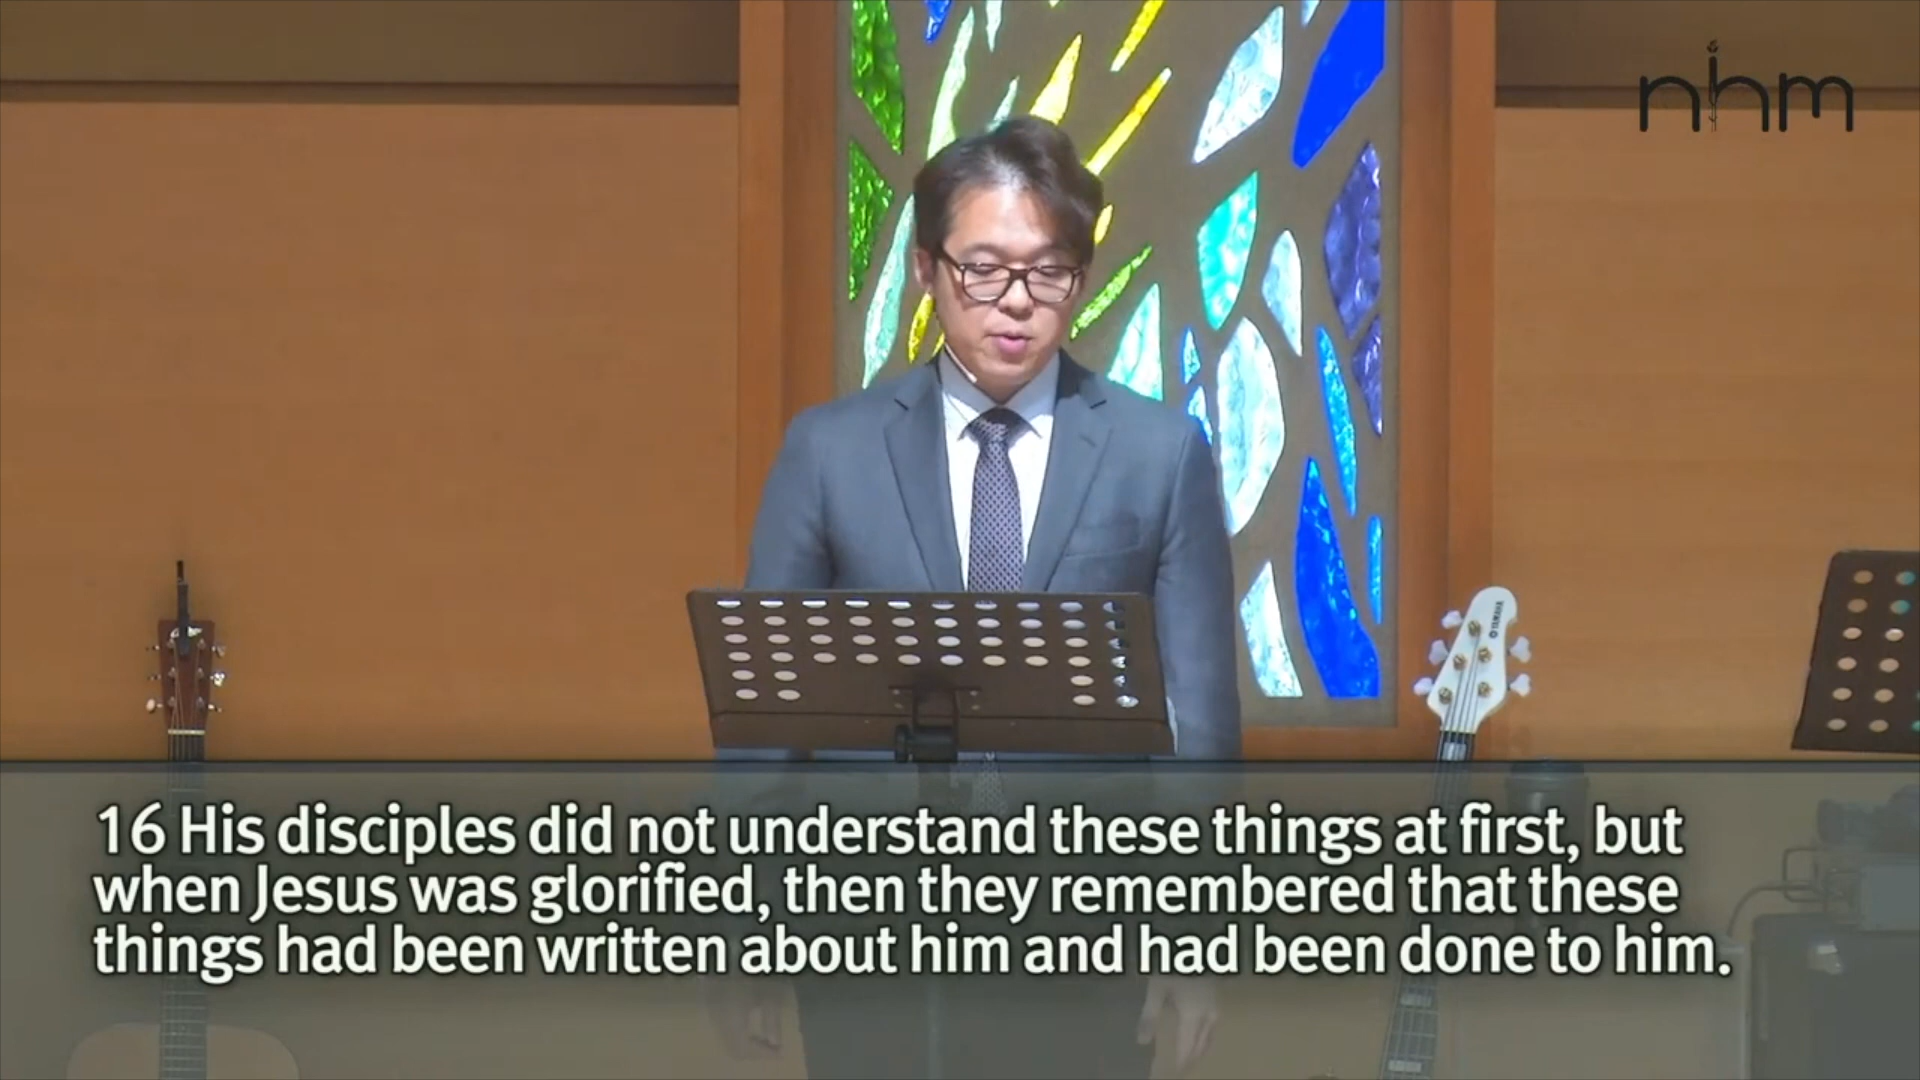 nhm
YAMAHA
16 His disciples did not understand these things at first, but
when Jesus was glorified, then they remembered that these
things had been written about him and had been done to him.